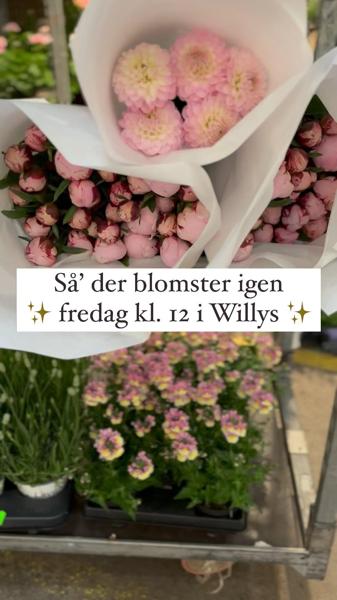 Så’ der blomster igen
✨ fredag kl. 12 i Willys ✨